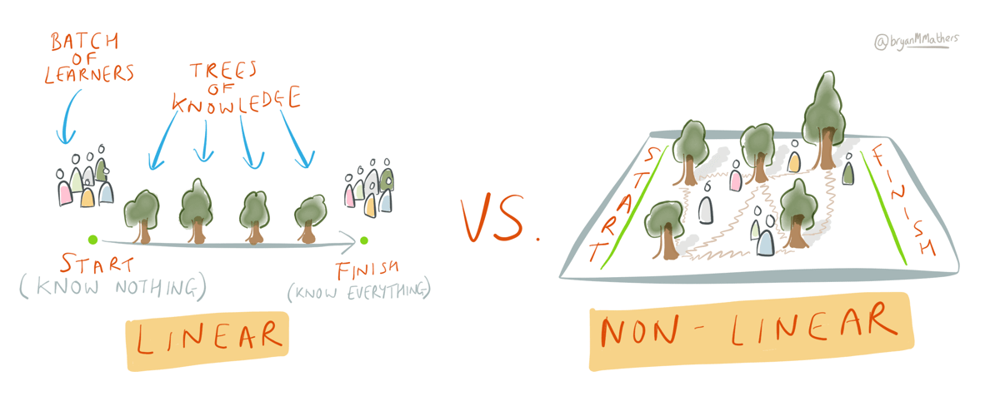 BATCH
OF
LEARNERS
TREES
OF
KNOWLEDGE
START
(KNOW NOTHING)
FINISH
(KNOW EVERYTHING)
LINEAR
VS.
@bryanMMathers
START
FINISH
NON-LINEAR